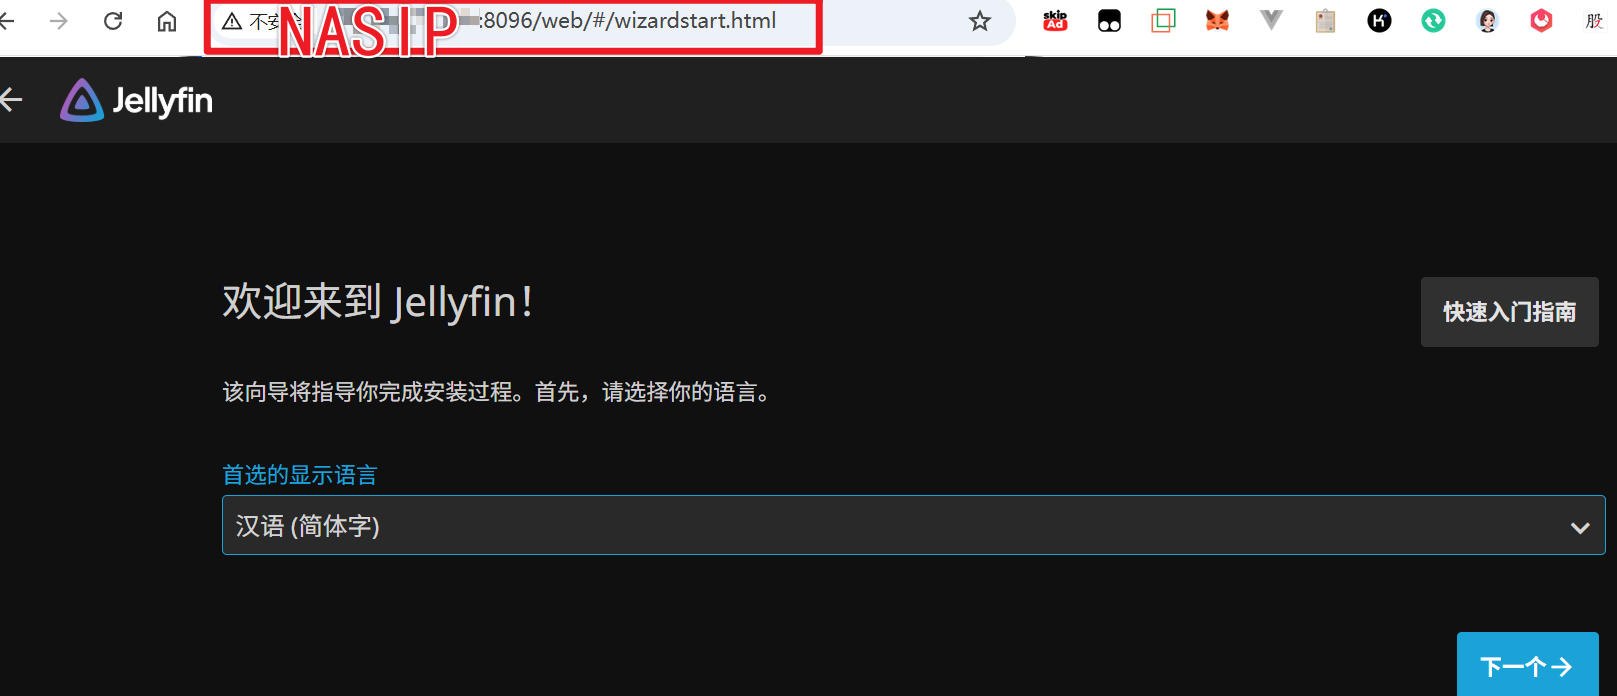 不安全
NASIP
:8096/web/#/wizardstart.html
skip
Ad
股
Jellyfin
欢迎来到 Jellyfin！
快速入门指南
该向导将指导你完成安装过程。首先，请选择你的语言。
首选的显示语言
汉语 (简体字)
下一个